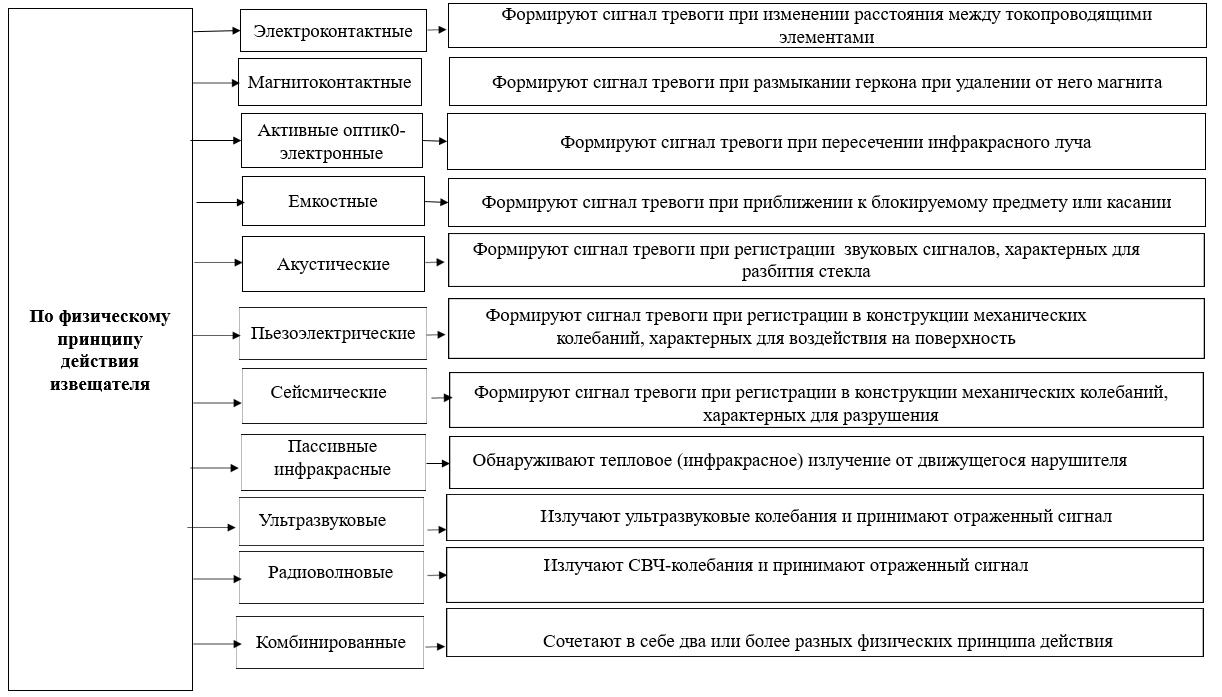 По физическому
принципу
действия
извещателя
Электроконтактные
Формируют сигнал тревоги при изменении расстояния между токопроводящими
элементами
Магнитоконтактные
Формируют сигнал тревоги при размыкании геркона при удалении от него магнита
Активные оптик0-
электронные
Формируют сигнал тревоги при пересечении инфракрасного луча
Емкостные
Формируют сигнал тревоги при приближении к блокируемому предмету или касании
Акустические
Формируют сигнал тревоги при регистрации звуковых сигналов, характерных для
разбития стекла
Пьезоэлектрические
Формируют сигнал тревоги при регистрации в конструкции механических
колебаний, характерных для воздействия на поверхность
Сейсмические
Формируют сигнал тревоги при регистрации в конструкции механических колебаний,
характерных для разрушения
Пассивные
инфракрасные
Обнаруживают тепловое (инфракрасное) излучение от движущегося нарушителя
Ультразвуковые
Излучают ультразвуковые колебания и принимают отраженный сигнал
Радиоволновые
Излучают СВЧ-колебания и принимают отраженный сигнал
Комбинированные
Сочетают в себе два или более разных физических принципа действия